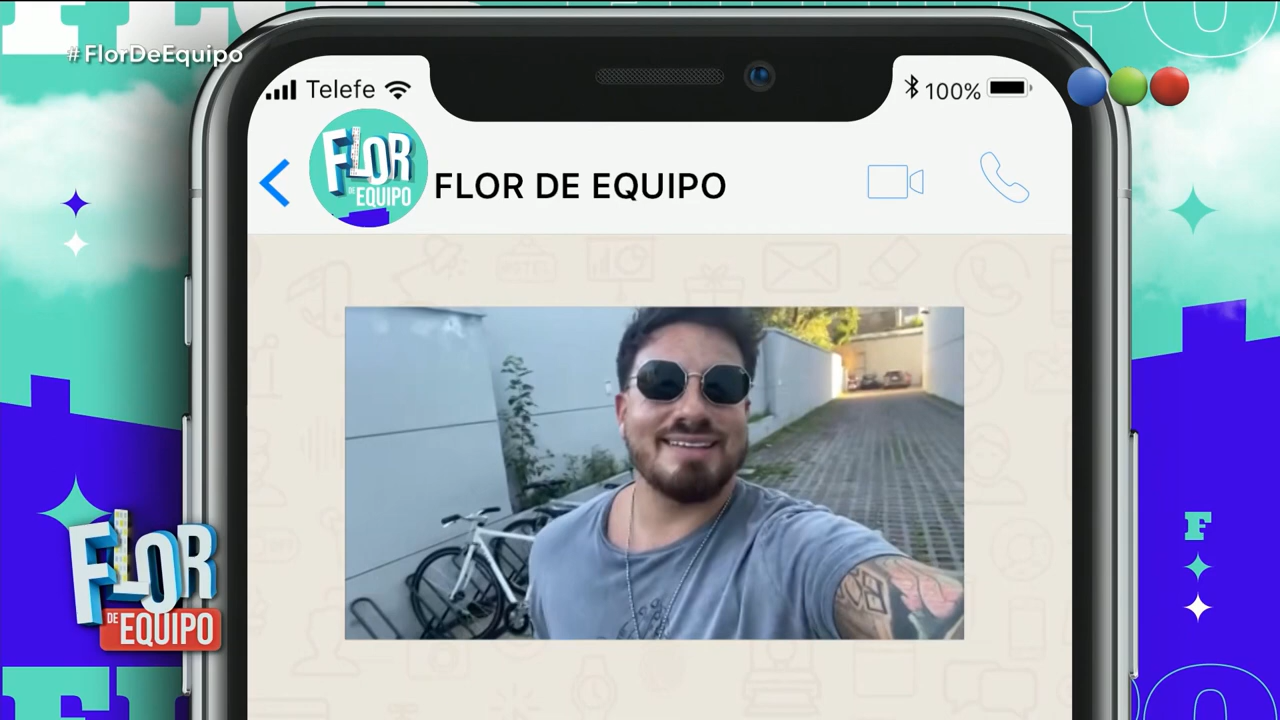 #FlorDeEquipo
Telefe
100%
FLOR DE EQUIPO
FLOR DE EQUIPO
FLOR
DE EQUIPO
F